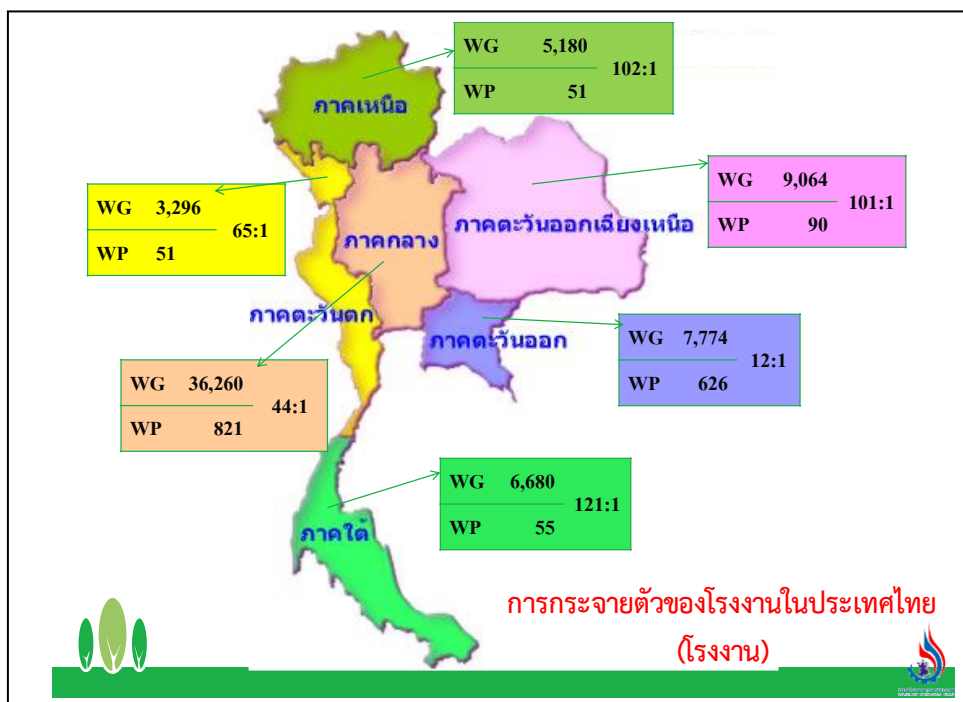 WG 5,180
102:1
WP 51
ภาคเหนือ
WG 9,064
101:1
WP 90
WG 3,296
65:1
WP 51
ภาคตะวันออกเฉียงเหนือ
ภาคกลาง
ภาคตะวันตก
ภาคตะวันออก
WG 7,774
12:1
WP 626
WG 36,260
44:1
WP 821
WG 6,680
121:1
WP 55
ภาคใต้
การกระจายตัวของโรงงานในประเทศไทย
(โรงงาน)